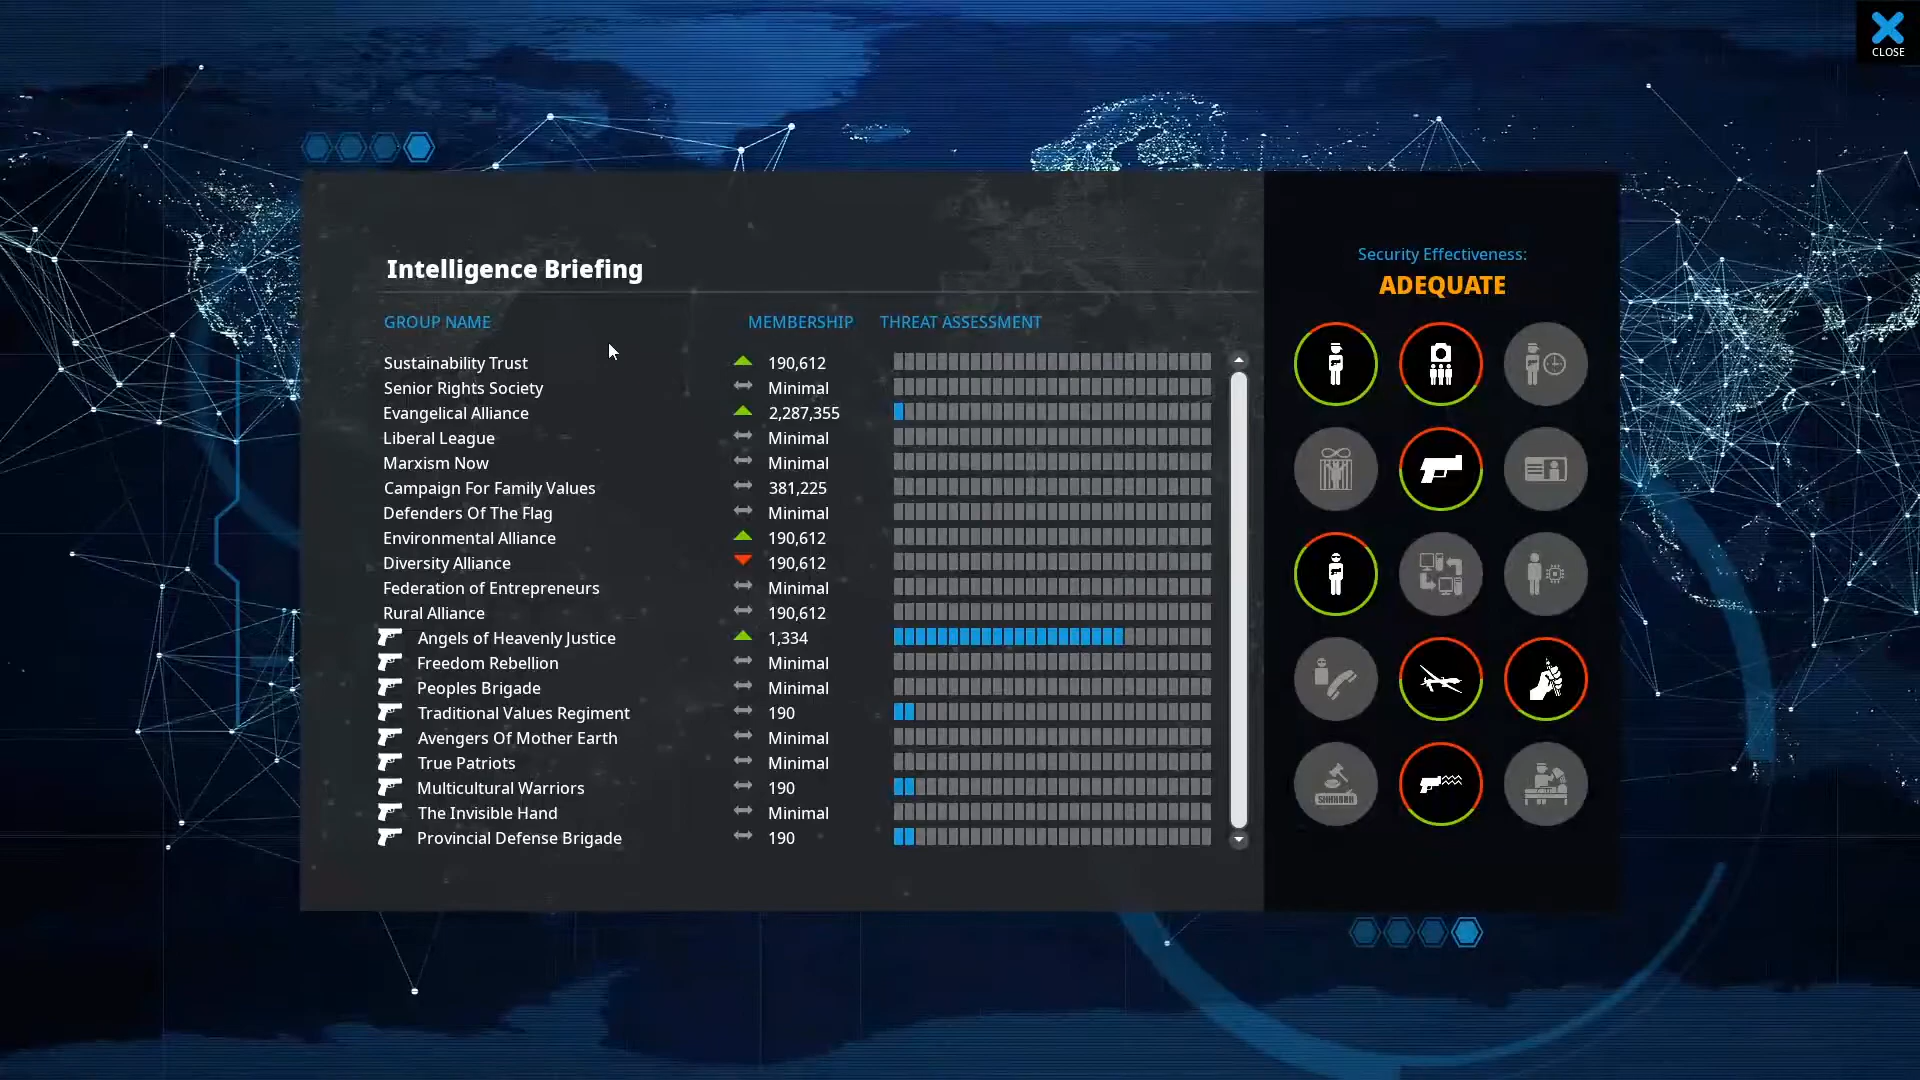 CLOSE
Intelligence Briefing
GROUP NAME MEMBERSHIP THREAT ASSESSMENT
Sustainability Trust 190,612
Senior Rights Society Minimal
Evangelical Alliance 2,287,355
Liberal League Minimal
Marxism Now Minimal
Campaign For Family Values 381,225
Defenders Of The Flag Minimal
Environmental Alliance 190,612
Diversity Alliance 190,612
Federation of Entrepreneurs Minimal
Rural Alliance 190,612
Angels of Heavenly Justice 1,334
Freedom Rebellion Minimal
Peoples Brigade Minimal
Traditional Values Regiment 190
Avengers Of Mother Earth Minimal
True Patriots Minimal
Multicultural Warriors 190
The Invisible Hand Minimal
Provincial Defense Brigade 190
Security Effectiveness:
ADEQUATE